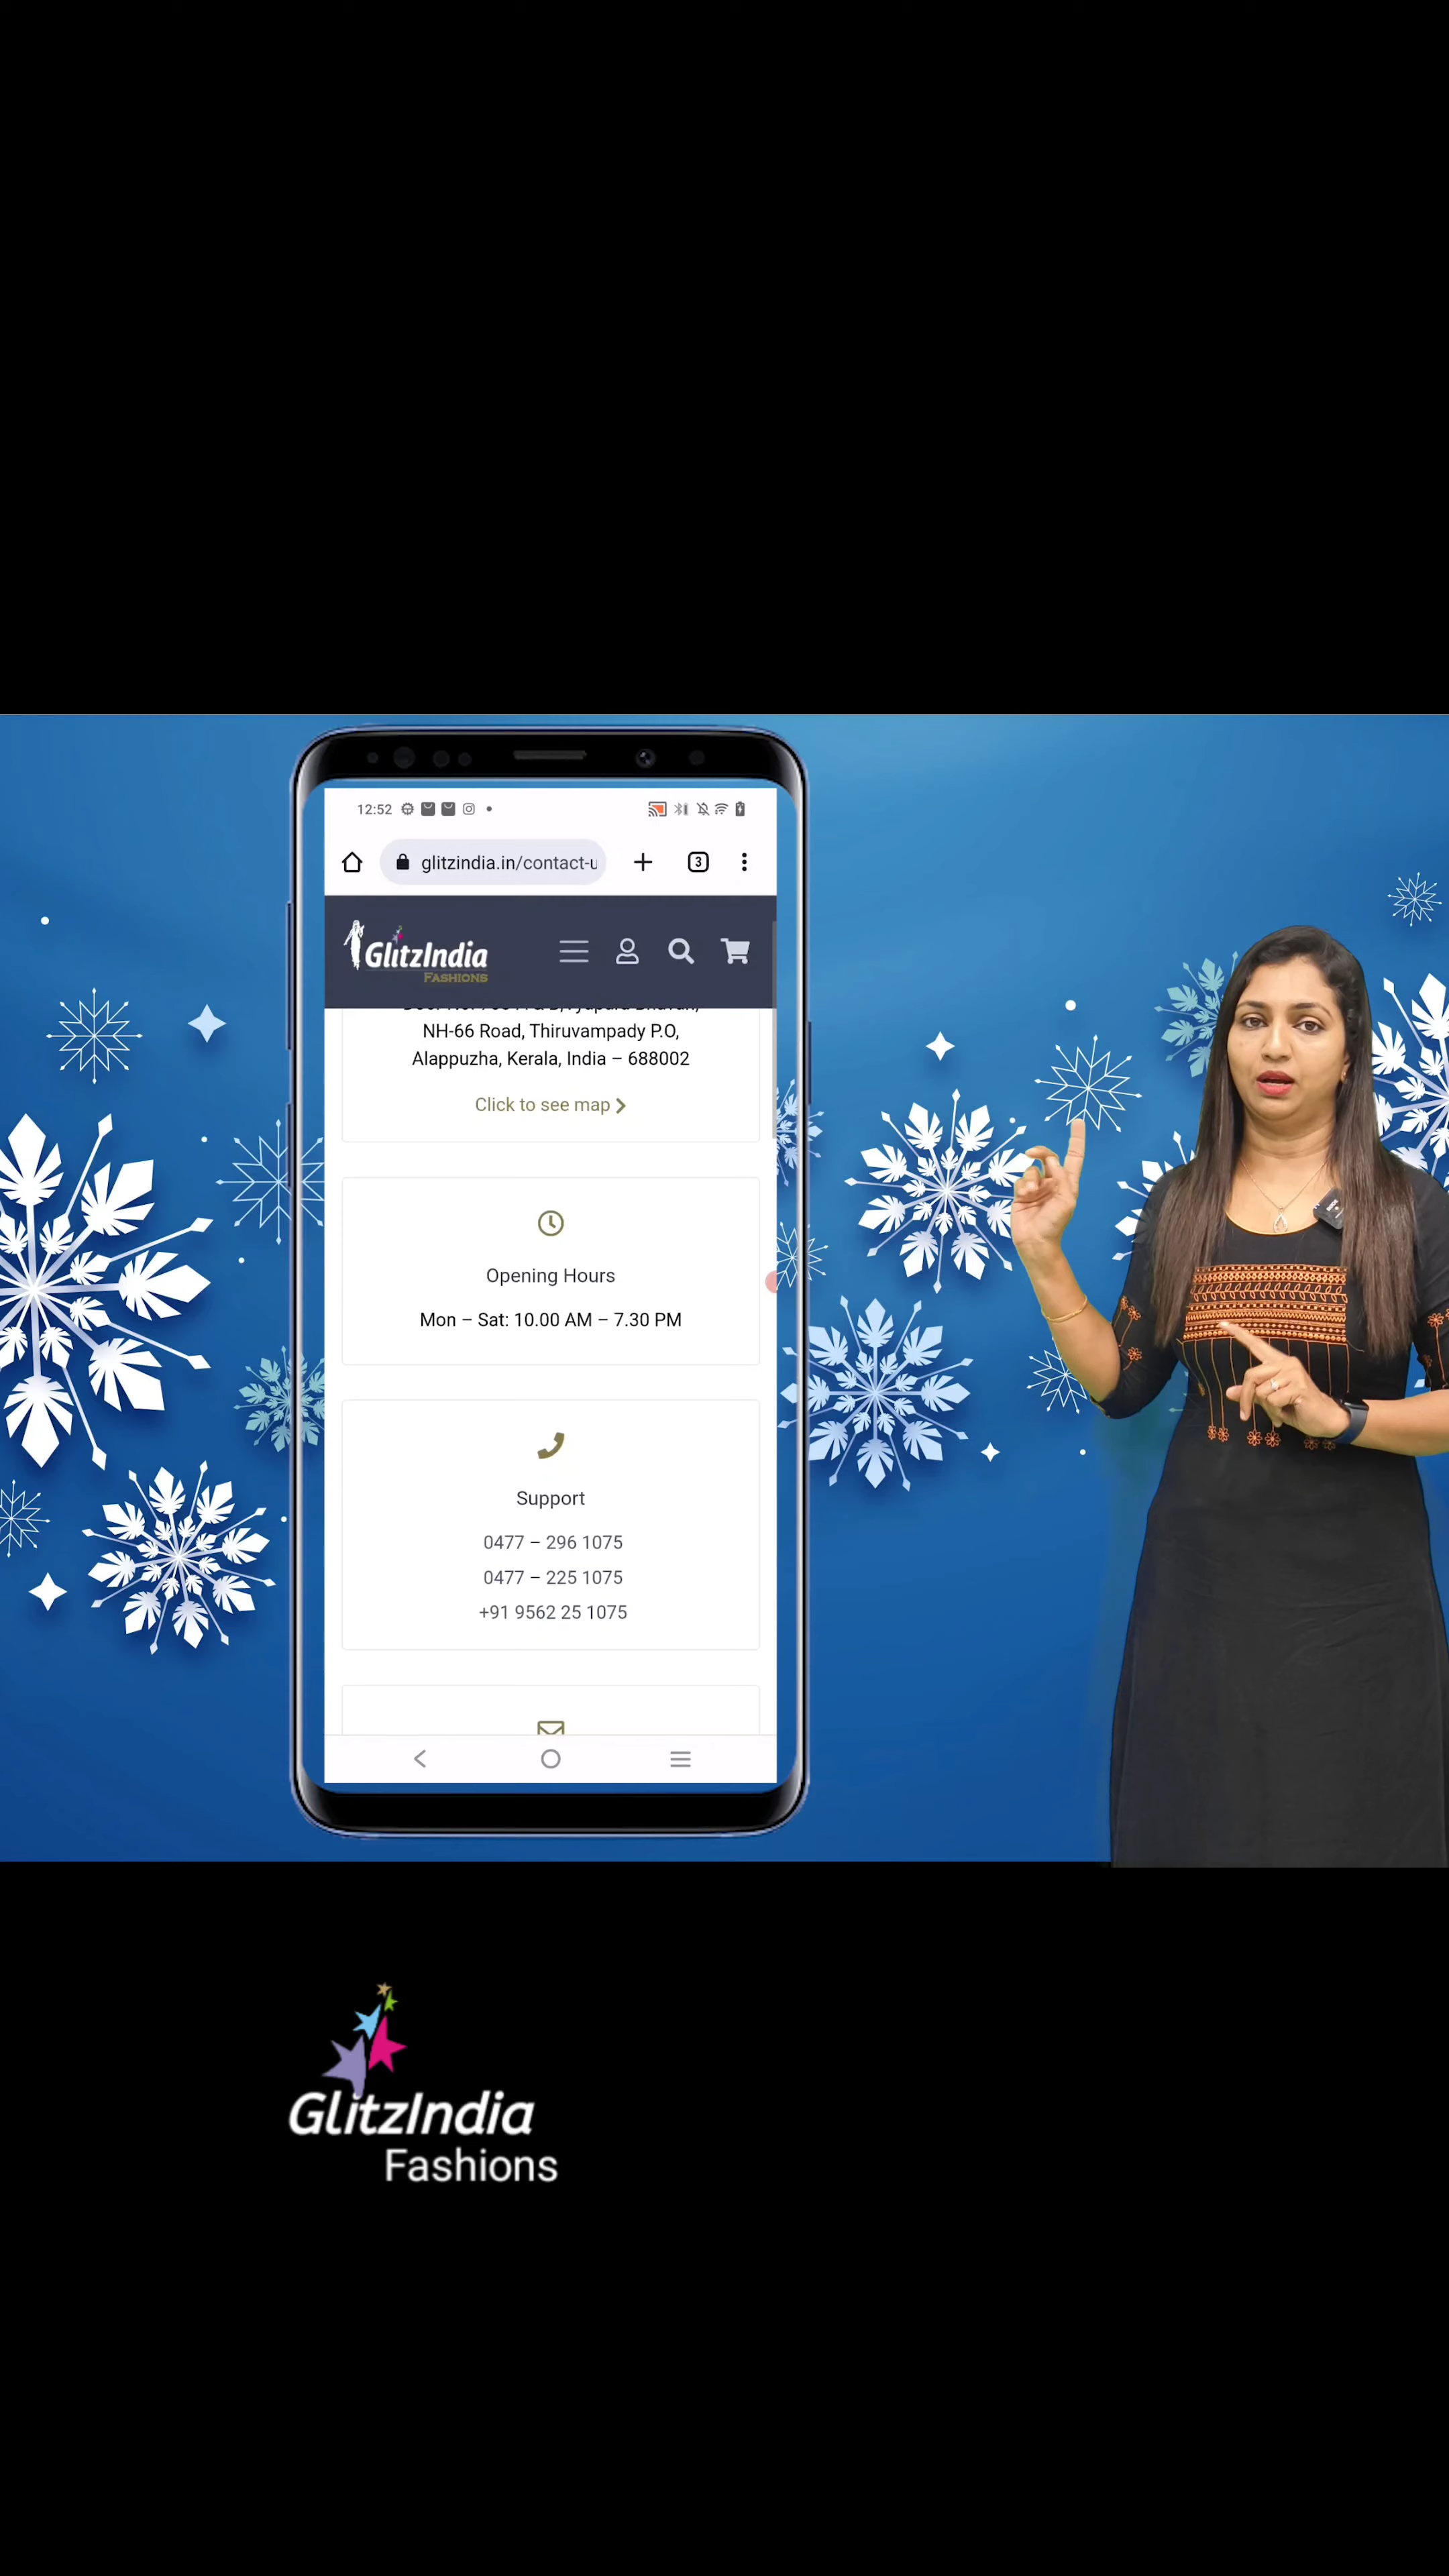 12:52
glitzindia.in/contact-u
3
GlitzIndia
FASHIONS
NH-66 Road, Thiruvampady P.O,
Alappuzha, Kerala, India – 688002
Click to see map
Opening Hours
Mon – Sat: 10.00 AM – 7.30 PM
Support
0477 – 296 1075
0477 – 225 1075
+91 9562 25 1075
GlitzIndia
Fashions